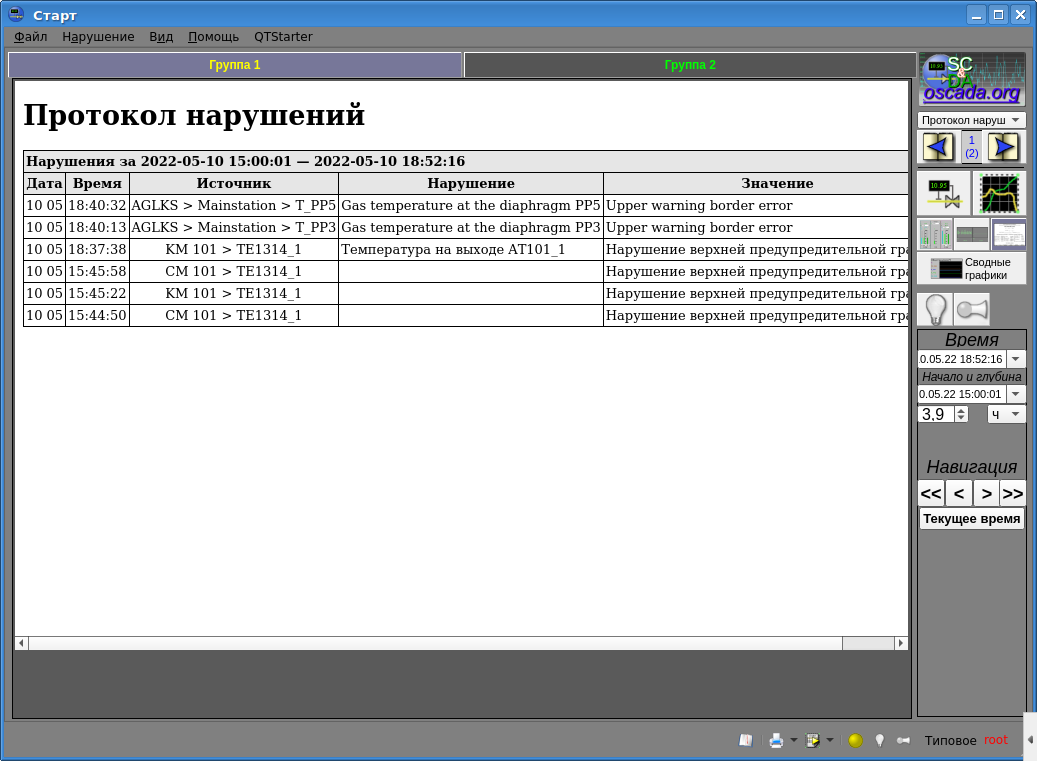 Старт
Файл Нарушение Вид Помощь QTStarter
Группа 1 Группа 2
SC
&
DA
oscada.org
Протокол наруш
1
(2)
10.95
Сводные
графики
Протокол нарушений
Нарушения за 2022-05-10 15:00:01 — 2022-05-10 18:52:16
Дата Время Источник Нарушение Значение
10 05 18:40:32 AGLKS > Mainstation > T_PP5 Gas temperature at the diaphragm PP5 Upper warning border error
10 05 18:40:13 AGLKS > Mainstation > T_PP3 Gas temperature at the diaphragm PP3 Upper warning border error
10 05 18:37:38 KM 101 > TE1314_1 Температура на выходе AT101_1 Нарушение верхней предупредительной гра
10 05 15:45:58 CM 101 > TE1314_1 Нарушение верхней предупредительной гра
10 05 15:45:22 KM 101 > TE1314_1 Нарушение верхней предупредительной гра
10 05 15:44:50 CM 101 > TE1314_1 Нарушение верхней предупредительной гра
Время
0.05.22 18:52:16
Начало и глубина
0.05.22 15:00:01
3,9 ч
Навигация
<< < > >>
Текущее время
Типовое root